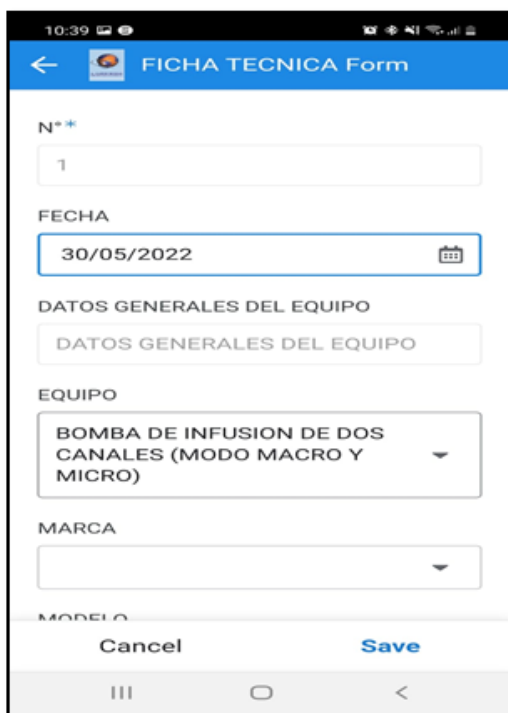 10:39
FICHA TECNICA Form
N°*
1
FECHA
30/05/2022
DATOS GENERALES DEL EQUIPO
DATOS GENERALES DEL EQUIPO
EQUIPO
BOMBA DE INFUSION DE DOS
CANALES (MODO MACRO Y
MICRO)
MARCA
MODELO
Cancel
Save